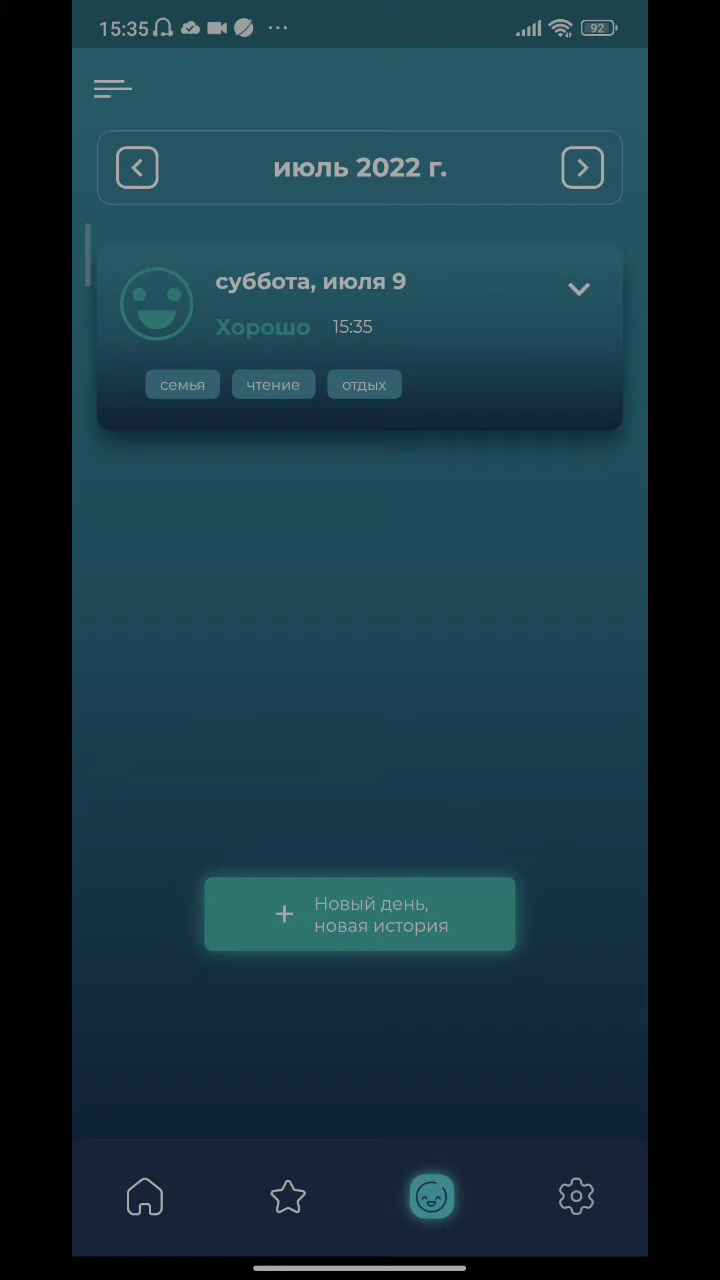 15:35
92
июль 2022 г.
суббота, июля 9
Хорошо 15:35
семья чтение отдых
+ Новый день,
новая история